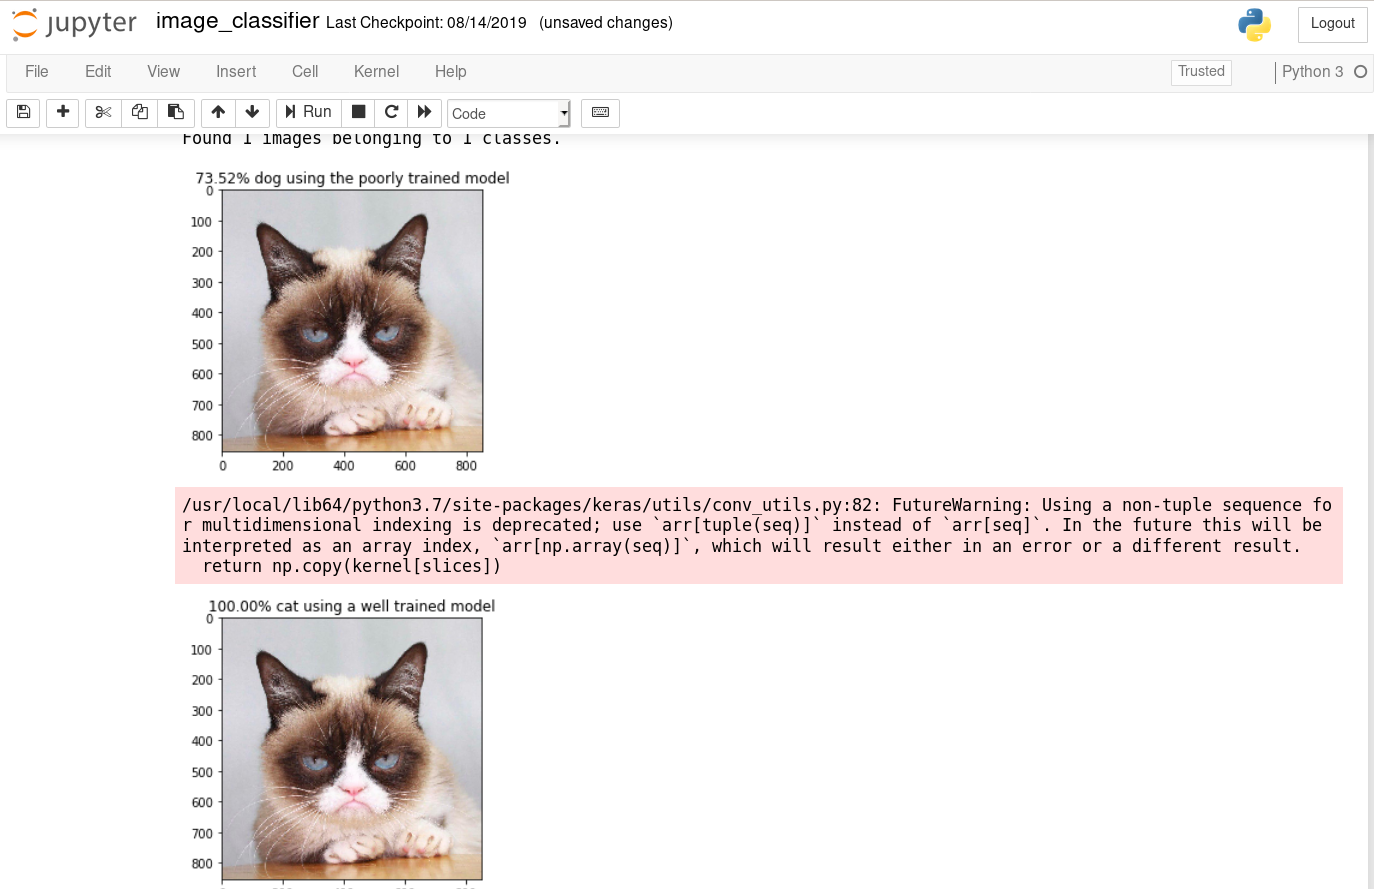 jupyter image_classifier Last Checkpoint: 08/14/2019 (unsaved changes) Logout
File Edit View Insert Cell Kernel Help Trusted Python 3
Run Code
Found 1 images belonging to 1 classes.
73.52% dog using the poorly trained model
0
100
200
300
400
500
600
700
800
0 200 400 600 800
/usr/local/lib64/python3.7/site-packages/keras/utils/conv_utils.py:82: FutureWarning: Using a non-tuple sequence fo
r multidimensional indexing is deprecated; use `arr[tuple(seq)]` instead of `arr[seq]`. In the future this will be
interpreted as an array index, `arr[np.array(seq)]`, which will result either in an error or a different result.
  return np.copy(kernel[slices])
100.00% cat using a well trained model
0
100
200
300
400
500
600
700
800